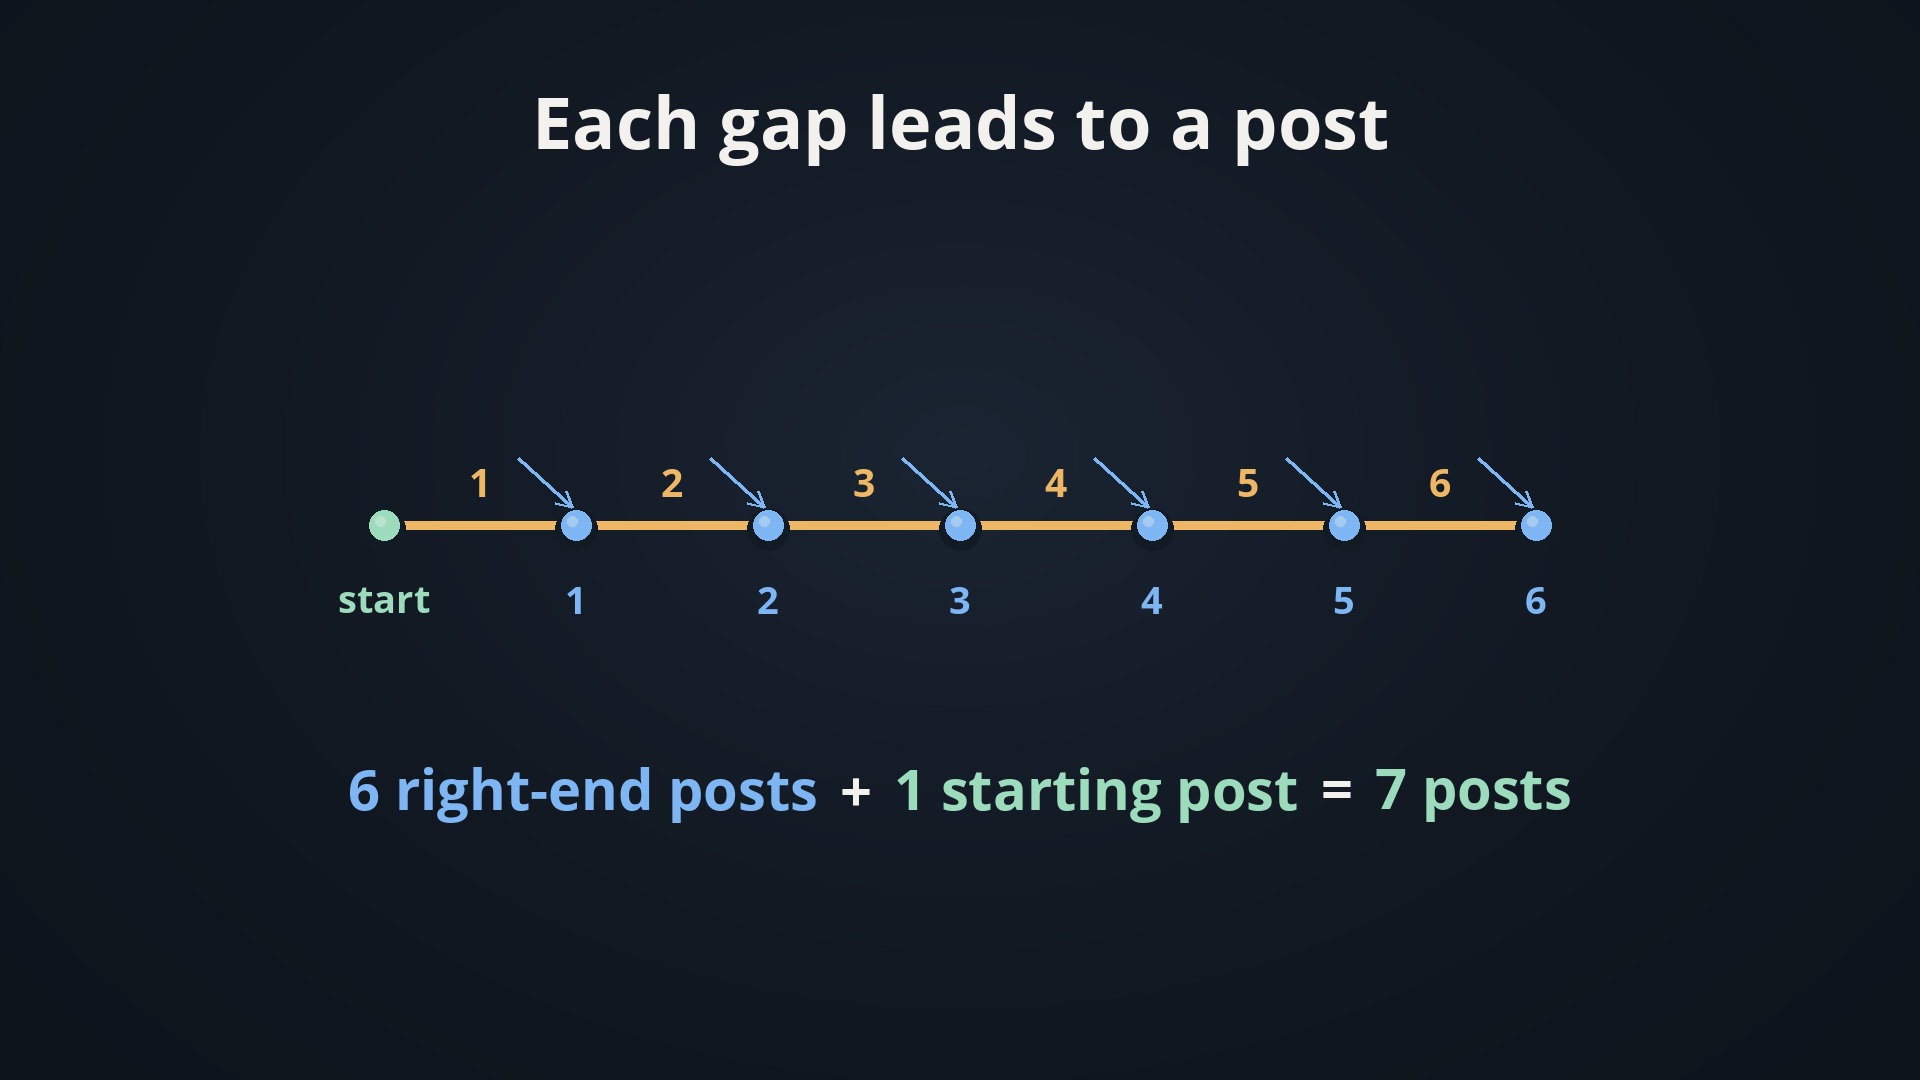 Each gap leads to a post
1 2 3 4 5 6
start 1 2 3 4 5 6
6 right-end posts + 1 starting post = 7 posts